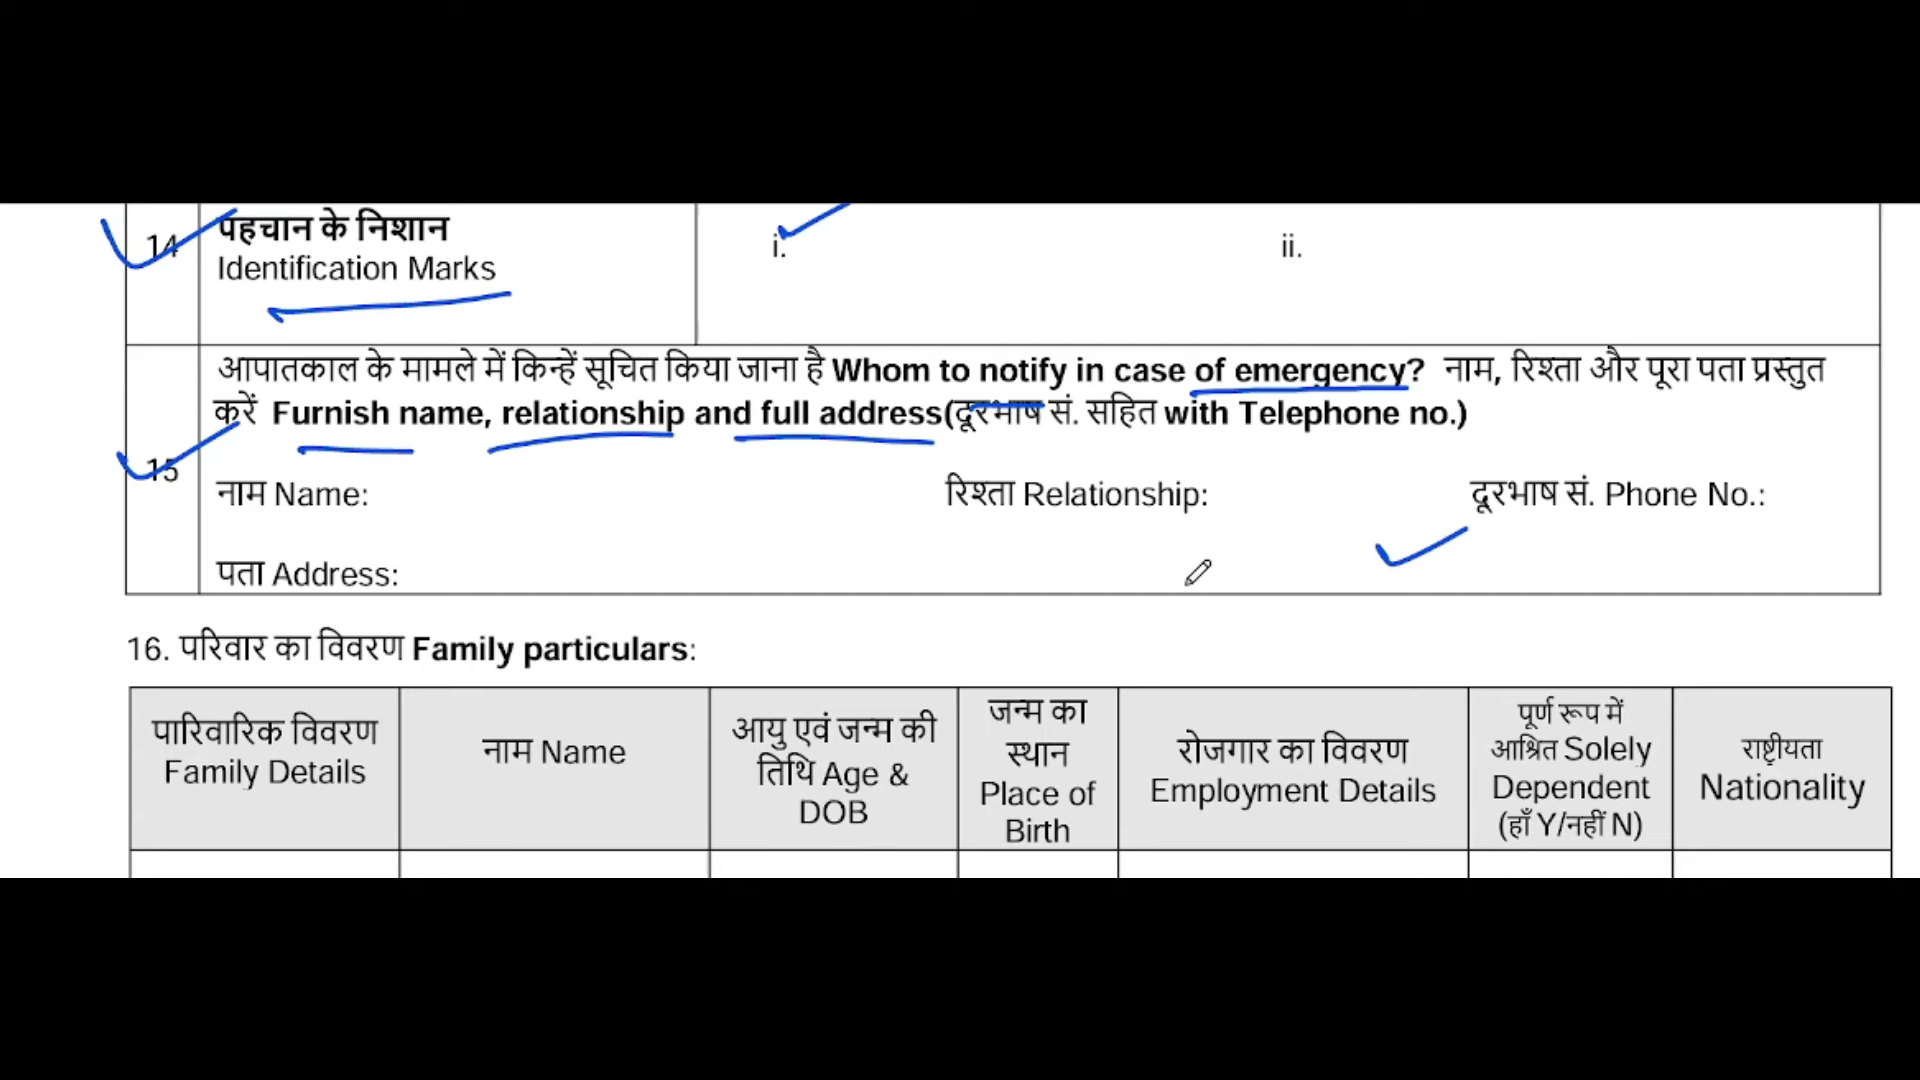 14 पहचान के निशान
Identification Marks
i. ii.
आपातकाल के मामले में किन्हें सूचित किया जाना है Whom to notify in case of emergency? नाम, रिश्ता और पूरा पता प्रस्तुत
करें Furnish name, relationship and full address(दूरभाष सं. सहित with Telephone no.)
15
नाम Name: रिश्ता Relationship: दूरभाष सं. Phone No.:
पता Address:
16. परिवार का विवरण Family particulars:
पारिवारिक विवरण
Family Details
नाम Name
आयु एवं जन्म की
तिथि Age &
DOB
जन्म का
स्थान
Place of
Birth
रोजगार का विवरण
Employment Details
पूर्ण रूप में
आश्रित Solely
Dependent
(हाँ Y/नहीं N)
राष्ट्रीयता
Nationality